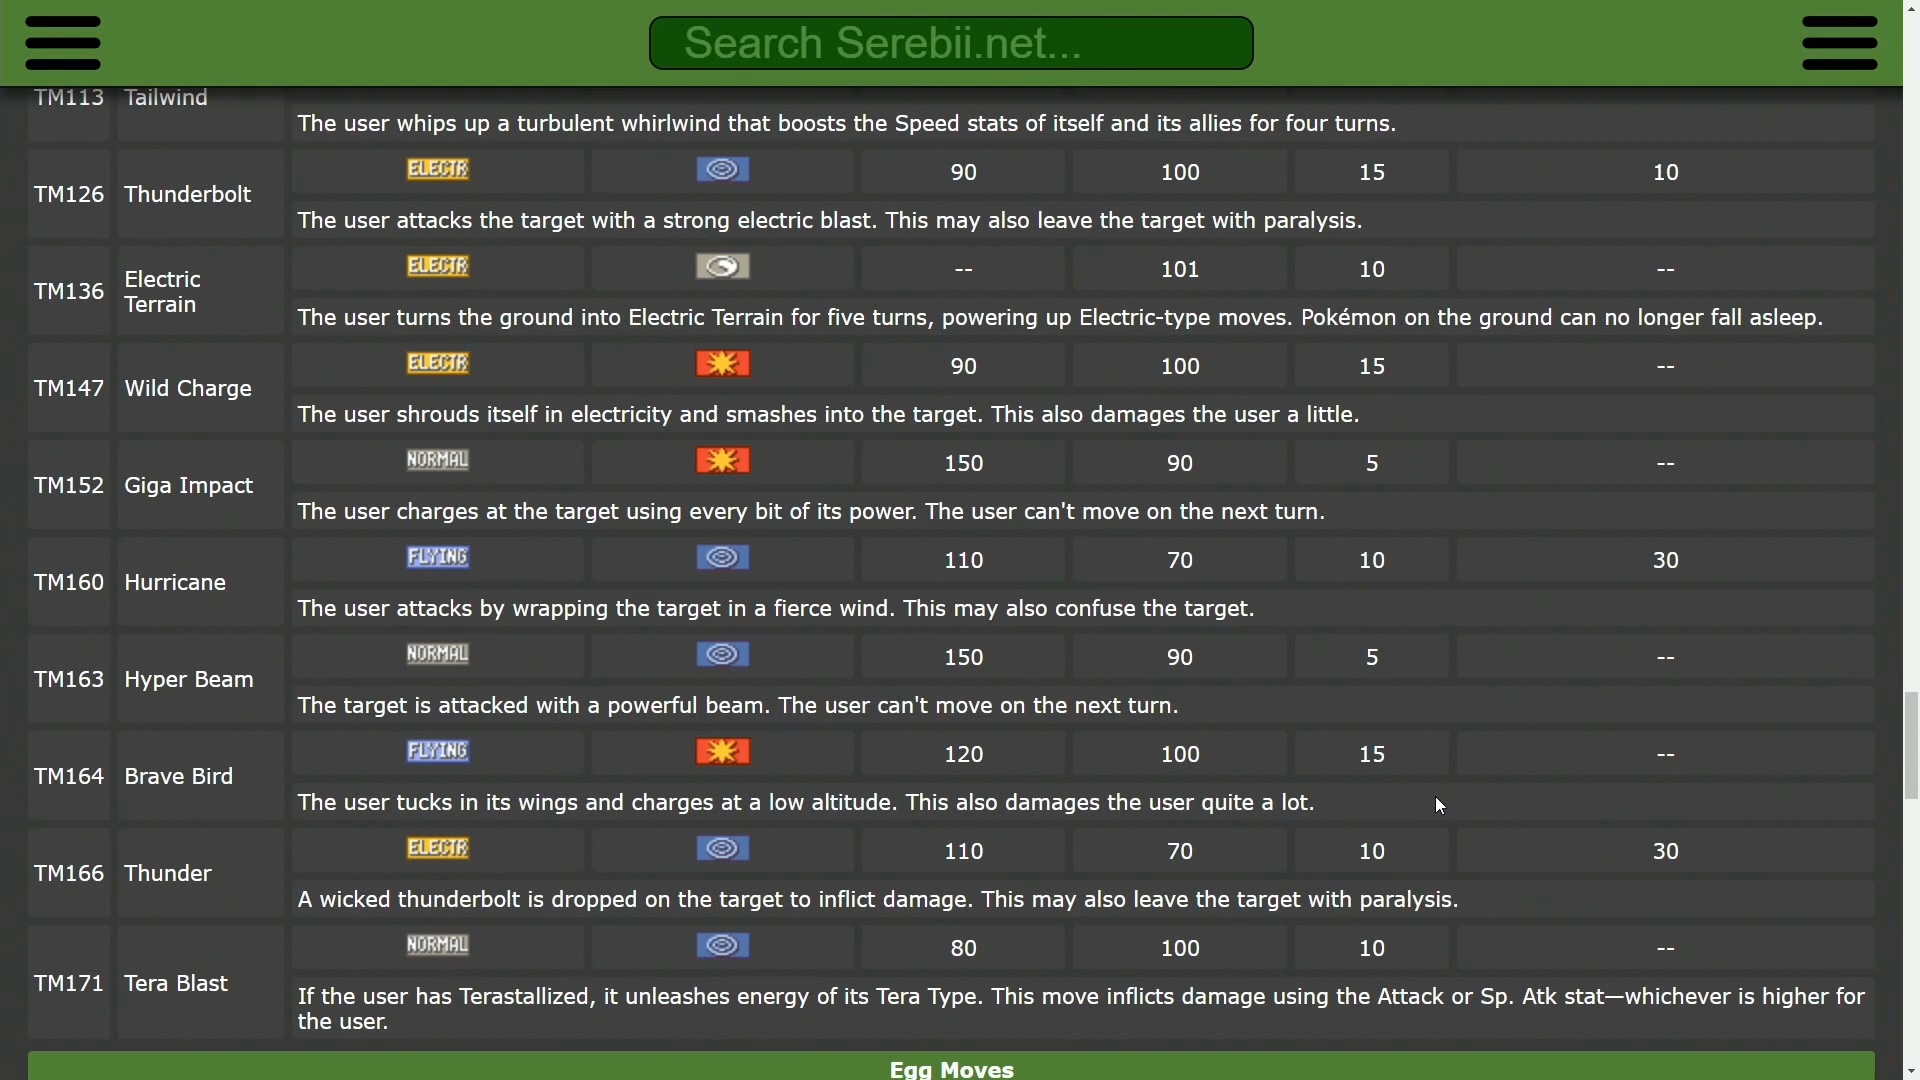 Search Serebii.net...
TM113 Tailwind
The user whips up a turbulent whirlwind that boosts the Speed stats of itself and its allies for four turns.
TM126 Thunderbolt ELECTR 90 100 15 10
The user attacks the target with a strong electric blast. This may also leave the target with paralysis.
TM136 Electric Terrain ELECTR -- 101 10 --
The user turns the ground into Electric Terrain for five turns, powering up Electric-type moves. Pokémon on the ground can no longer fall asleep.
TM147 Wild Charge ELECTR 90 100 15 --
The user shrouds itself in electricity and smashes into the target. This also damages the user a little.
TM152 Giga Impact NORMAL 150 90 5 --
The user charges at the target using every bit of its power. The user can't move on the next turn.
TM160 Hurricane FLYING 110 70 10 30
The user attacks by wrapping the target in a fierce wind. This may also confuse the target.
TM163 Hyper Beam NORMAL 150 90 5 --
The target is attacked with a powerful beam. The user can't move on the next turn.
TM164 Brave Bird FLYING 120 100 15 --
The user tucks in its wings and charges at a low altitude. This also damages the user quite a lot.
TM166 Thunder ELECTR 110 70 10 30
A wicked thunderbolt is dropped on the target to inflict damage. This may also leave the target with paralysis.
TM171 Tera Blast NORMAL 80 100 10 --
If the user has Terastallized, it unleashes energy of its Tera Type. This move inflicts damage using the Attack or Sp. Atk stat—whichever is higher for
the user.
Egg Moves